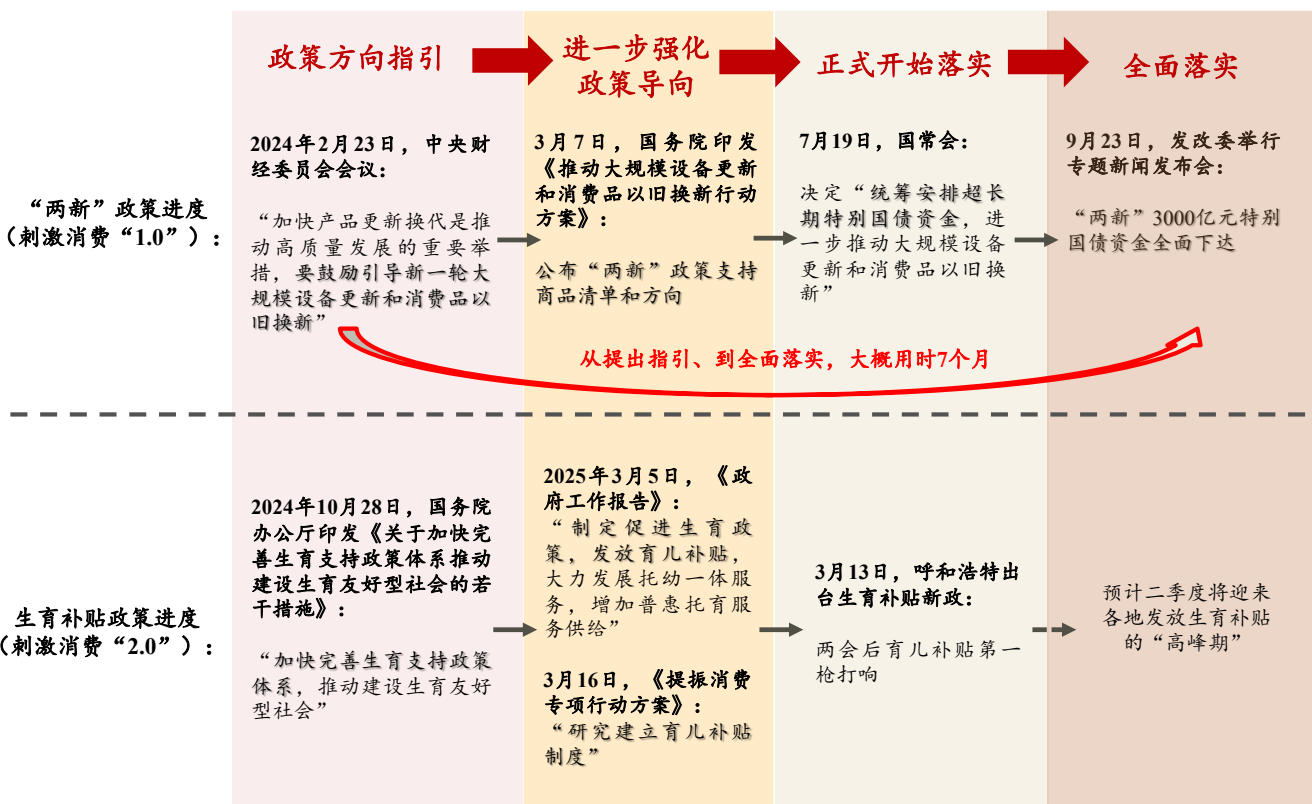 政策方向指引
进一步强化
政策导向
正式开始落实
全面落实
“两新”政策进度
（刺激消费“1.0”）：
2024年2月23日，中央财
经委员会会议：
“加快产品更新换代是推
动高质量发展的重要举
措，要鼓励引导新一轮大
规模设备更新和消费品以
旧换新”
3月7日，国务院印发
《推动大规模设备更新
和消费品以旧换新行动
方案》：
公布“两新”政策支持
商品清单和方向
7月19日，国常会：
决定“统筹安排超长
期特别国债资金，进
一步推动大规模设备
更新和消费品以旧换
新”
9月23日，发改委举行
专题新闻发布会：
“两新”3000亿元特别
国债资金全面下达
从提出指引、到全面落实，大概用时7个月
生育补贴政策进度
（刺激消费“2.0”）：
2024年10月28日，国务院
办公厅印发《关于加快完
善生育支持政策体系推动
建设生育友好型社会的若
干措施》：
“加快完善生育支持政策
体系，推动建设生育友好
型社会”
2025年3月5日，《政
府工作报告》：
“制定促进生育政
策，发放育儿补贴，
大力发展托幼一体服
务，增加普惠托育服
务供给”
3月16日，《提振消费
专项行动方案》：
“研究建立育儿补贴
制度”
3月13日，呼和浩特出
台生育补贴新政：
两会后育儿补贴第一
枪打响
预计二季度将迎来
各地发放生育补贴
的“高峰期”